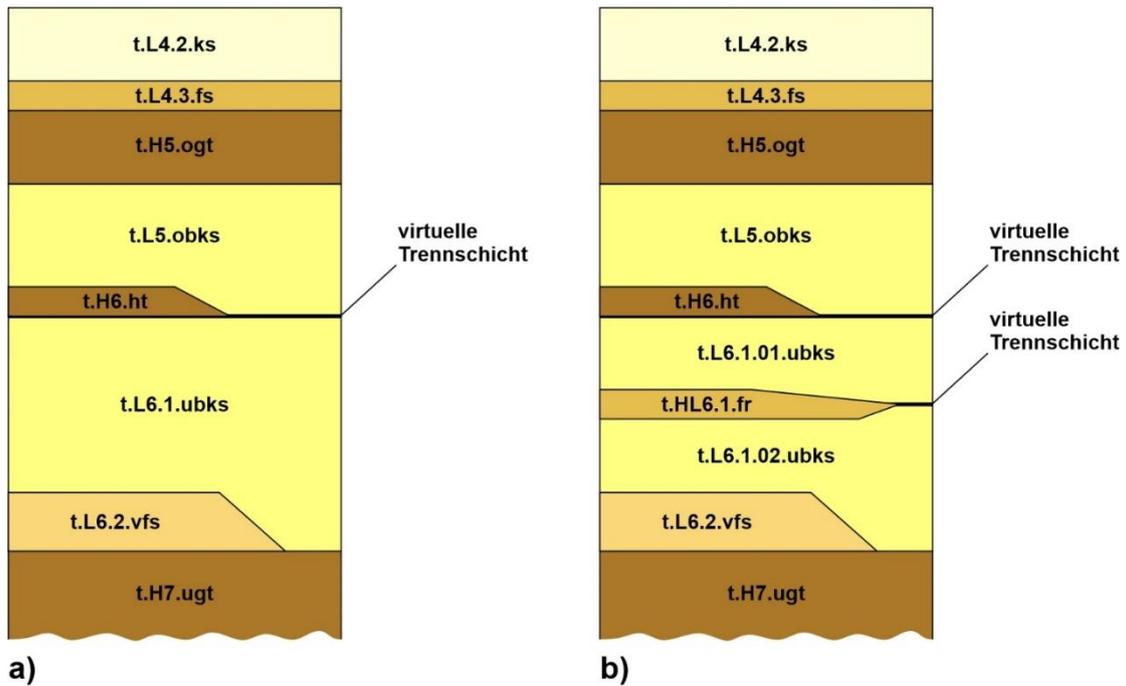 t.L4.2.ks
t.L4.3.fs
t.H5.ogt
t.L5.obks
virtuelle
Trennschicht
t.H6.ht
t.L6.1.ubks
t.L6.2.vfs
t.H7.ugt
a)
t.L4.2.ks
t.L4.3.fs
t.H5.ogt
t.L5.obks
virtuelle
Trennschicht
t.H6.ht
virtuelle
Trennschicht
t.L6.1.01.ubks
t.HL6.1.fr
t.L6.1.02.ubks
t.L6.2.vfs
t.H7.ugt
b)